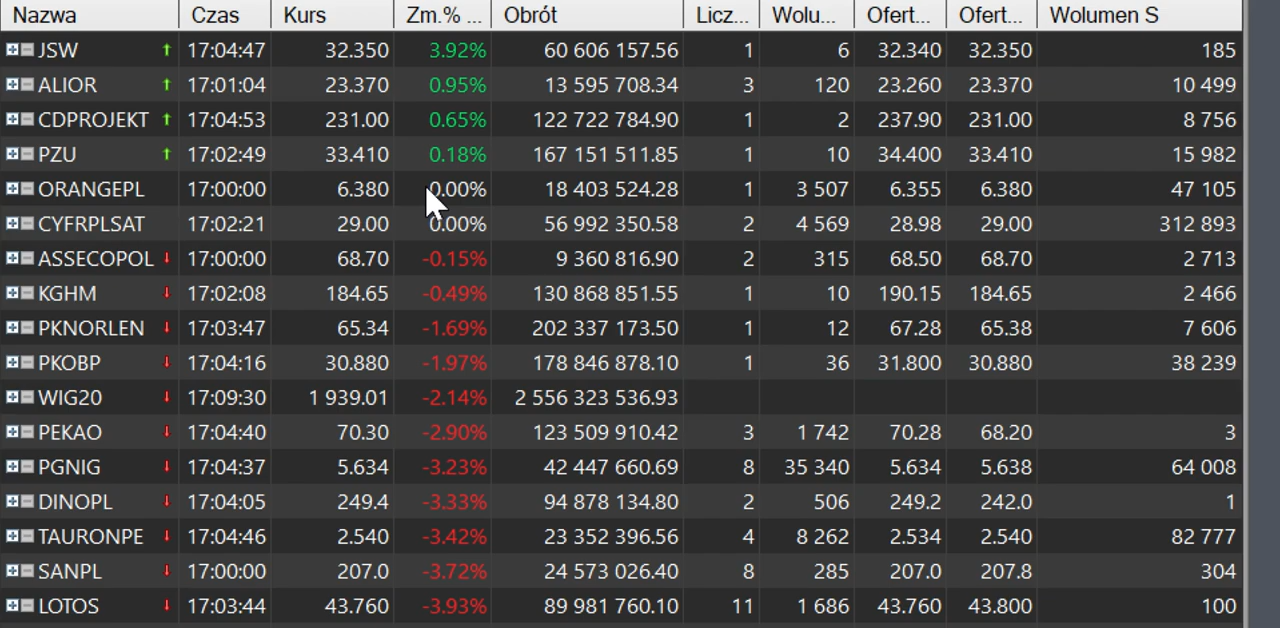 Nazwa Czas Kurs Zm.% ... Obrót Licz... Wolu... Ofert... Ofert... Wolumen S
JSW 17:04:47 32.350 3.92% 60 606 157.56 1 6 32.340 32.350 185
ALIOR 17:01:04 23.370 0.95% 13 595 708.34 3 120 23.260 23.370 10 499
CDPROJEKT 17:04:53 231.00 0.65% 122 722 784.90 1 2 237.90 231.00 8 756
PZU 17:02:49 33.410 0.18% 167 151 511.85 1 10 34.400 33.410 15 982
ORANGEPL 17:00:00 6.380 0.00% 18 403 524.28 1 3 507 6.355 6.380 47 105
CYFRPLSAT 17:02:21 29.00 0.00% 56 992 350.58 2 4 569 28.98 29.00 312 893
ASSECOPOL 17:00:00 68.70 -0.15% 9 360 816.90 2 315 68.50 68.70 2 713
KGHM 17:02:08 184.65 -0.49% 130 868 851.55 1 10 190.15 184.65 2 466
PKNORLEN 17:03:47 65.34 -1.69% 202 337 173.50 1 12 67.28 65.38 7 606
PKOBP 17:04:16 30.880 -1.97% 178 846 878.10 1 36 31.800 30.880 38 239
WIG20 17:09:30 1 939.01 -2.14% 2 556 323 536.93
PEKAO 17:04:40 70.30 -2.90% 123 509 910.42 3 1 742 70.28 68.20 3
PGNIG 17:04:37 5.634 -3.23% 42 447 660.69 8 35 340 5.634 5.638 64 008
DINOPL 17:04:05 249.4 -3.33% 94 878 134.80 2 506 249.2 242.0 1
TAURONPE 17:04:46 2.540 -3.42% 23 352 396.56 4 8 262 2.534 2.540 82 777
SANPL 17:00:00 207.0 -3.72% 24 573 026.40 8 285 207.0 207.8 304
LOTOS 17:03:44 43.760 -3.93% 89 981 760.10 11 1 686 43.760 43.800 100